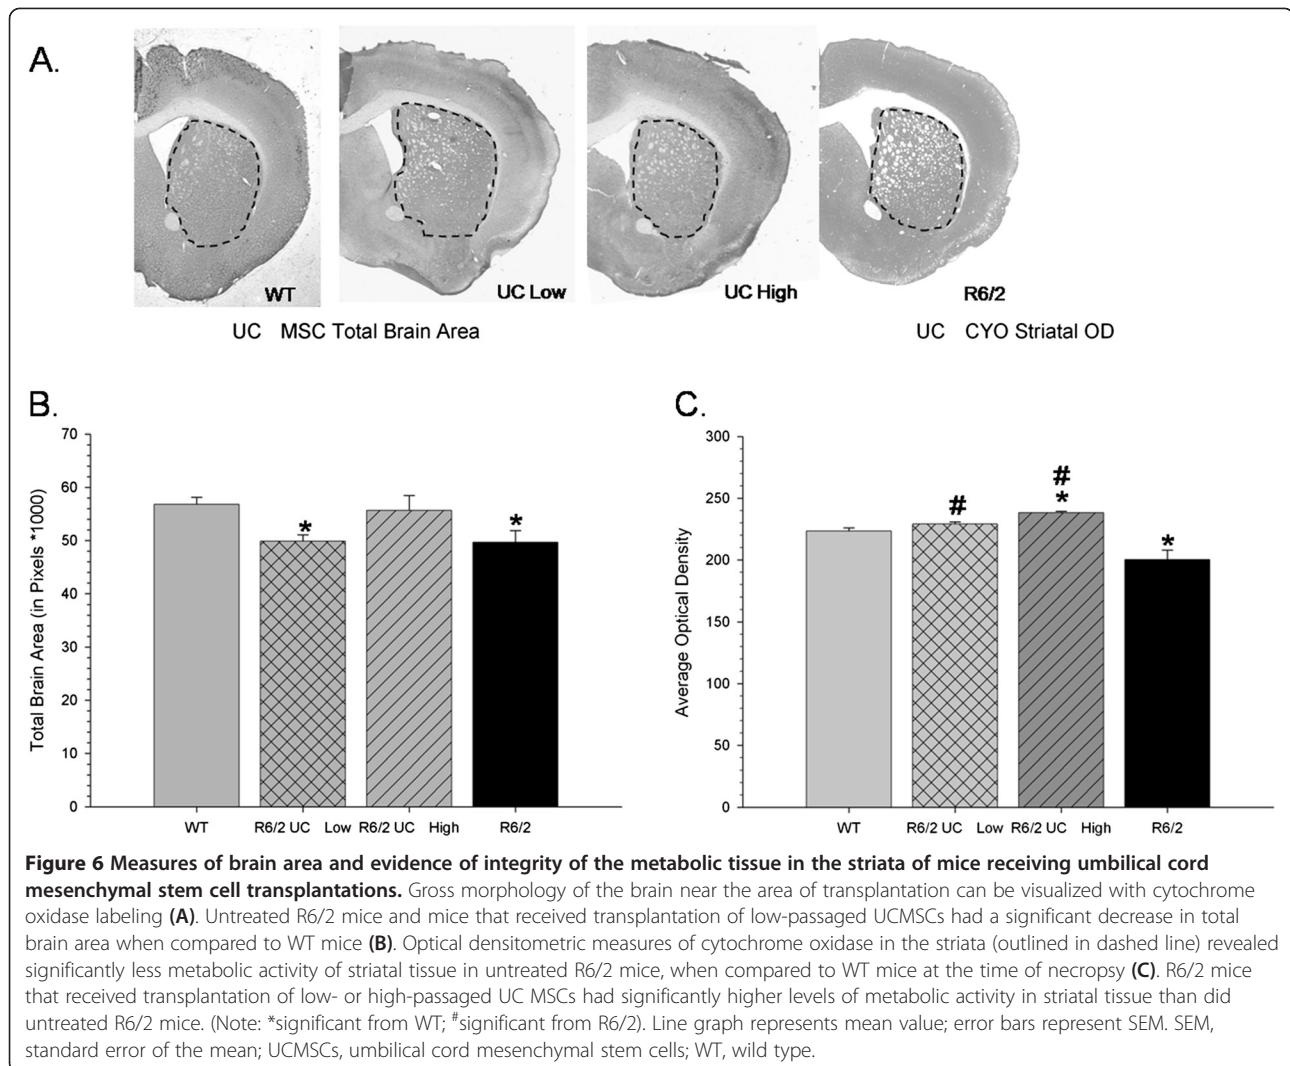 A.
WT
UC Low
UC High
R6/2
UC MSC Total Brain Area
UC CYO Striatal OD
B.
Total Brain Area (in Pixels *1000)
70
60
50
40
30
20
10
0
*
*
WT
R6/2 UC Low
R6/2 UC High
R6/2
C.
Average Optical Density
300
250
200
150
100
50
0
#
#
*
*
WT
R6/2 UC Low
R6/2 UC High
R6/2
Figure 6 Measures of brain area and evidence of integrity of the metabolic tissue in the striata of mice receiving umbilical cord
mesenchymal stem cell transplantations. Gross morphology of the brain near the area of transplantation can be visualized with cytochrome
oxidase labeling (A). Untreated R6/2 mice and mice that received transplantation of low-passaged UCMSCs had a significant decrease in total
brain area when compared to WT mice (B). Optical densitometric measures of cytochrome oxidase in the striata (outlined in dashed line) revealed
significantly less metabolic activity of striatal tissue in untreated R6/2 mice, when compared to WT mice at the time of necropsy (C). R6/2 mice
that received transplantation of low- or high-passaged UC MSCs had significantly higher levels of metabolic activity in striatal tissue than did
untreated R6/2 mice. (Note: *significant from WT; #significant from R6/2). Line graph represents mean value; error bars represent SEM. SEM,
standard error of the mean; UCMSCs, umbilical cord mesenchymal stem cells; WT, wild type.